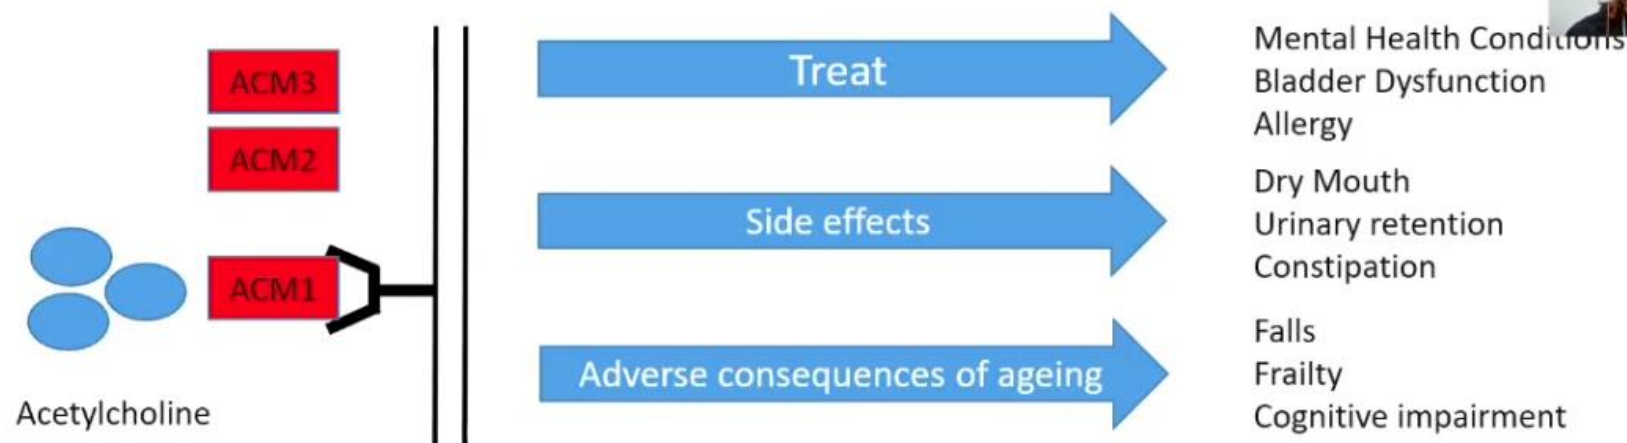 ACM3
ACM2
ACM1
Acetylcholine
Treat
Mental Health Conditions
Bladder Dysfunction
Allergy
Side effects
Dry Mouth
Urinary retention
Constipation
Adverse consequences of ageing
Falls
Frailty
Cognitive impairment